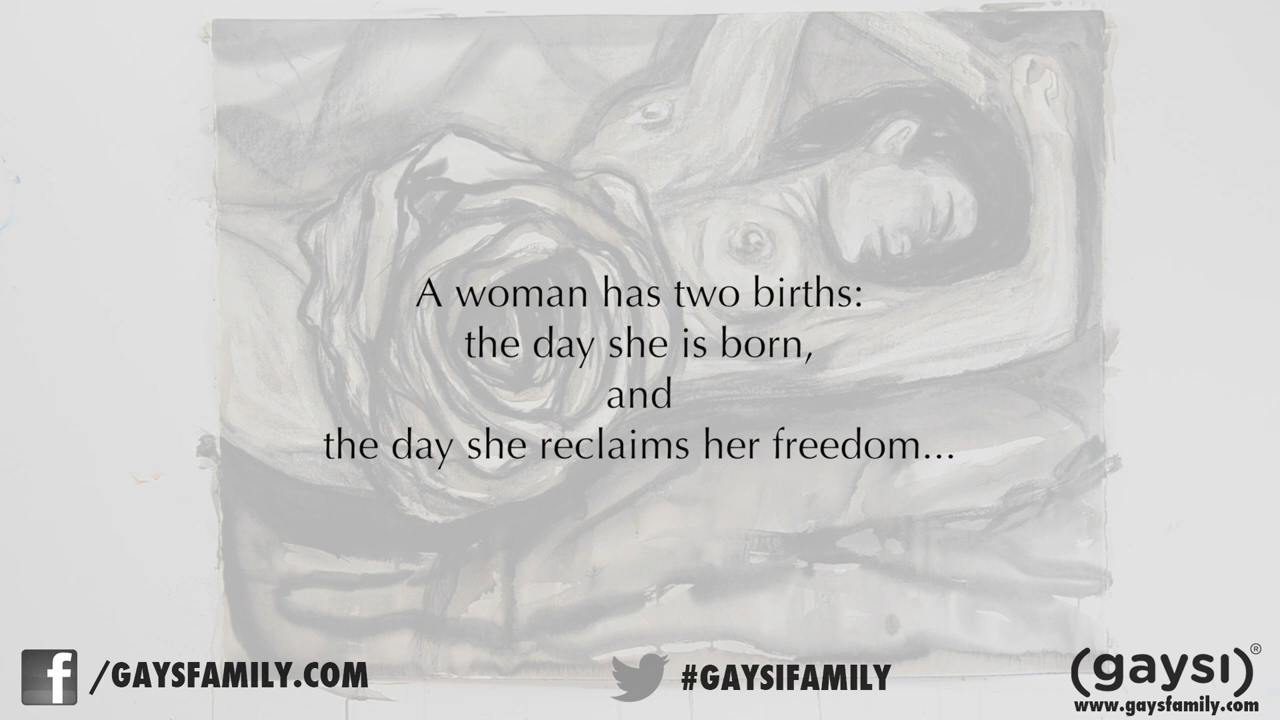 A woman has two births:
the day she is born,
and
the day she reclaims her freedom...
f /GAYSFAMILY.COM
#GAYSIFAMILY
(gaysi)®
www.gaysfamily.com